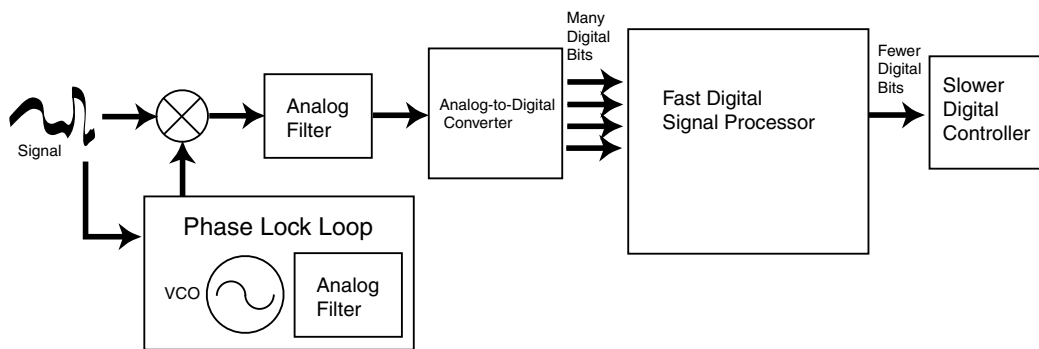 Signal
Phase Lock Loop
VCO
Analog
Filter
Analog
Filter
Analog-to-Digital
Converter
Many
Digital
Bits
Fast Digital
Signal Processor
Fewer
Digital
Bits
Slower
Digital
Controller